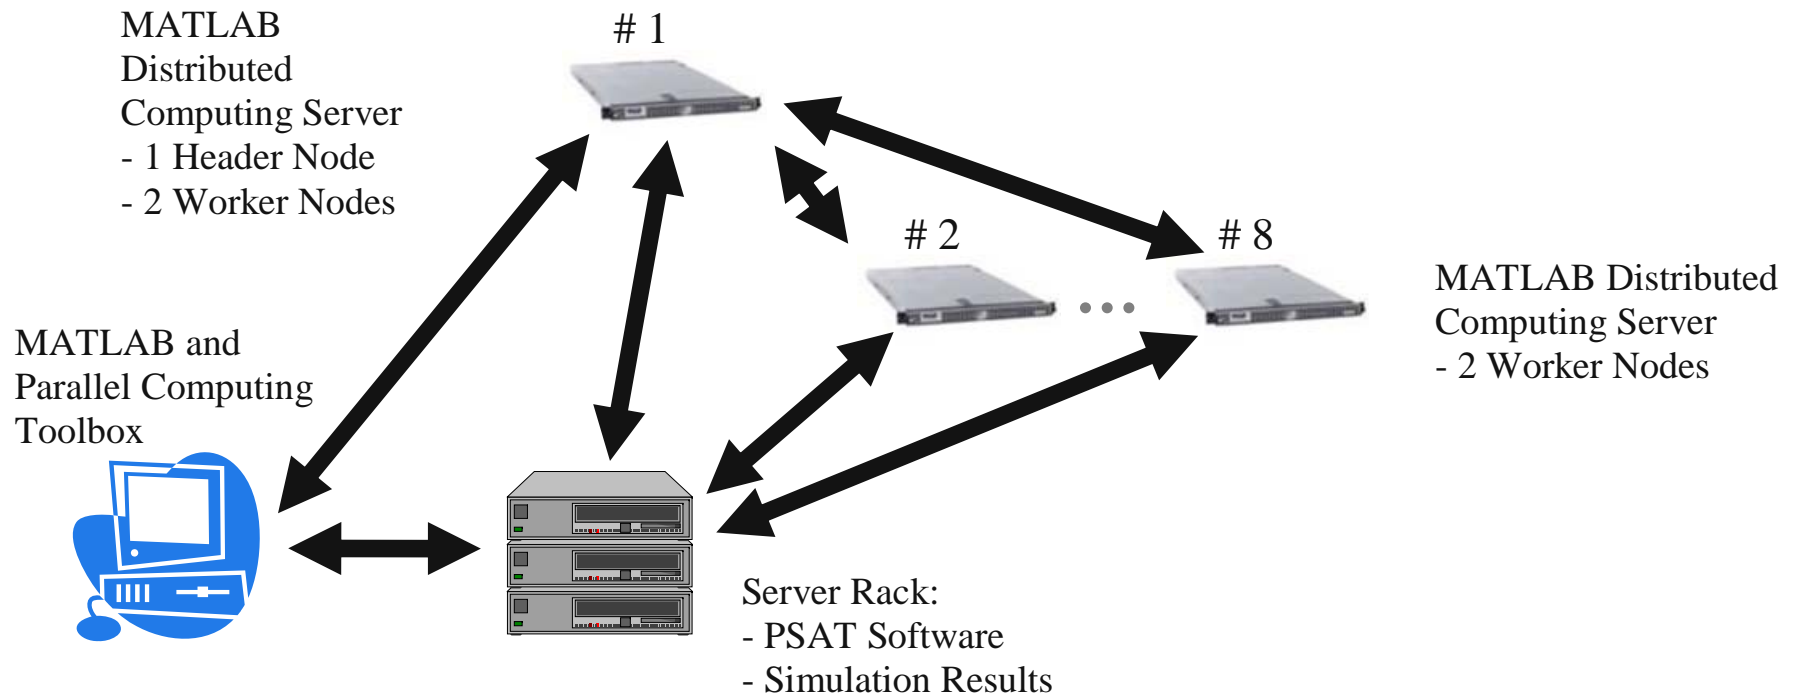 MATLAB
Distributed
Computing Server
- 1 Header Node
- 2 Worker Nodes
# 1
# 2
# 8
MATLAB Distributed
Computing Server
- 2 Worker Nodes
MATLAB and
Parallel Computing
Toolbox
Server Rack:
- PSAT Software
- Simulation Results